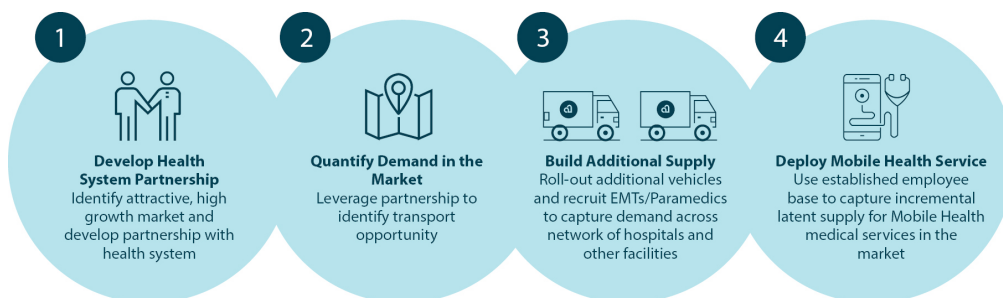 1
Develop Health
System Partnership
Identify attractive, high
growth market and
develop partnership with
health system
2
Quantify Demand in the
Market
Leverage partnership to
identify transport
opportunity
3
Build Additional Supply
Roll-out additional vehicles
and recruit EMTs/Paramedics
to capture demand across
network of hospitals and
other facilities
4
Deploy Mobile Health Service
Use established employee
base to capture incremental
latent supply for Mobile Health
medical services in the
market